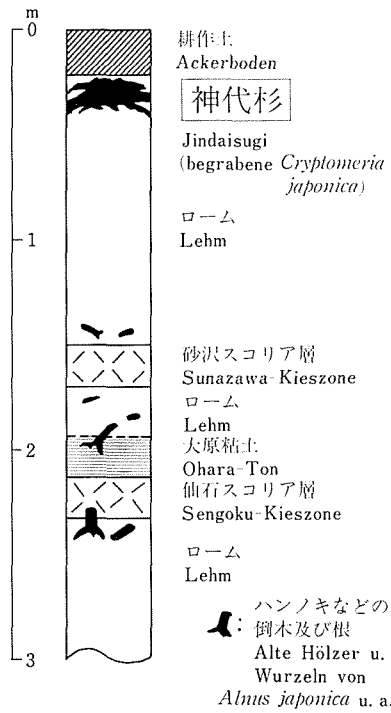 m
0
耕作土
Ackerboden
神代杉
Jindaisugi
(begrabene Cryptomeria
japonica)
ローム
Lehm
1
砂沢スコリア層
Sunazawa-Kieszone
ローム
Lehm
2
大原粘土
Ohara-Ton
仙石スコリア層
Sengoku-Kieszone
ローム
Lehm
ハンノキなどの
: 倒木及び根
Alte Hölzer u.
Wurzeln von
3
Alnus japonica u. a.